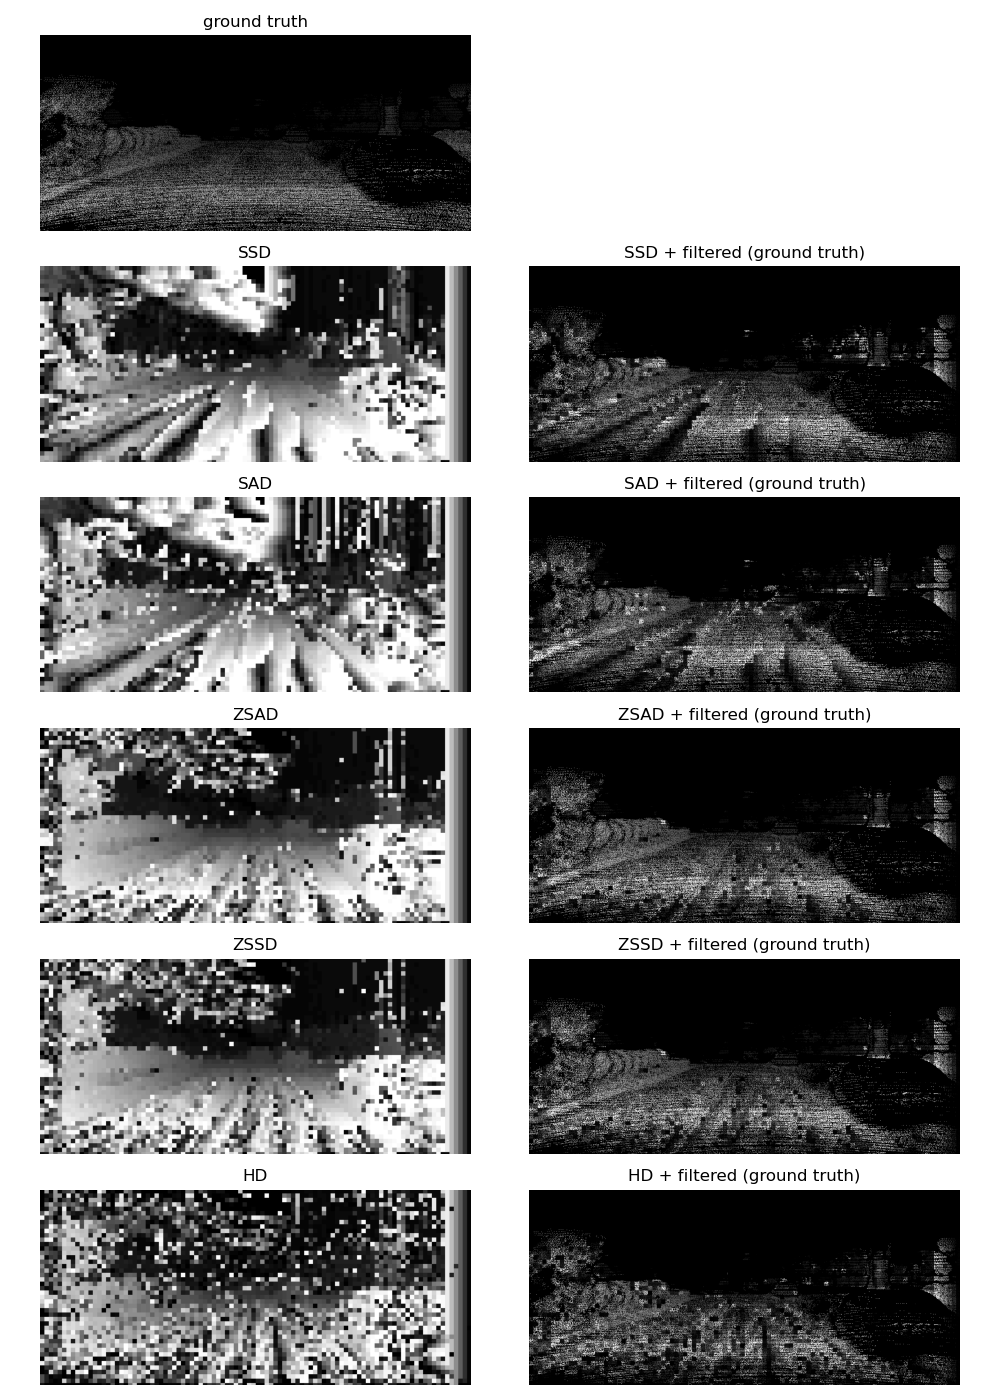 ground truth
SSD
SSD + filtered (ground truth)
SAD
SAD + filtered (ground truth)
ZSAD
ZSAD + filtered (ground truth)
ZSSD
ZSSD + filtered (ground truth)
HD
HD + filtered (ground truth)